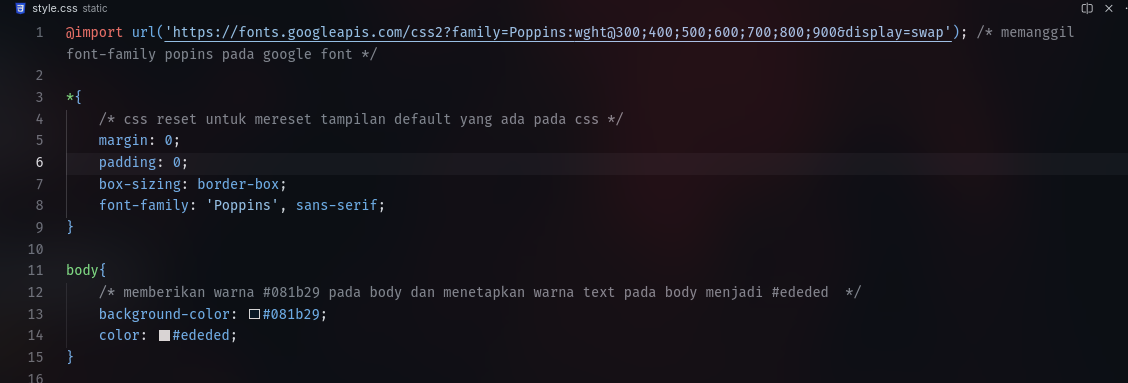 style.css static
1 @import url('https://fonts.googleapis.com/css2?family=Poppins:wght@300;400;500;600;700;800;900&display=swap'); /* memanggil
font-family popins pada google font */
2
3 *{
4 /* css reset untuk mereset tampilan default yang ada pada css */
5 margin: 0;
6 padding: 0;
7 box-sizing: border-box;
8 font-family: 'Poppins', sans-serif;
9 }
10
11 body{
12 /* memberikan warna #081b29 pada body dan menetapkan warna text pada body menjadi #ededed  */
13 background-color: #081b29;
14 color: #ededed;
15 }
16